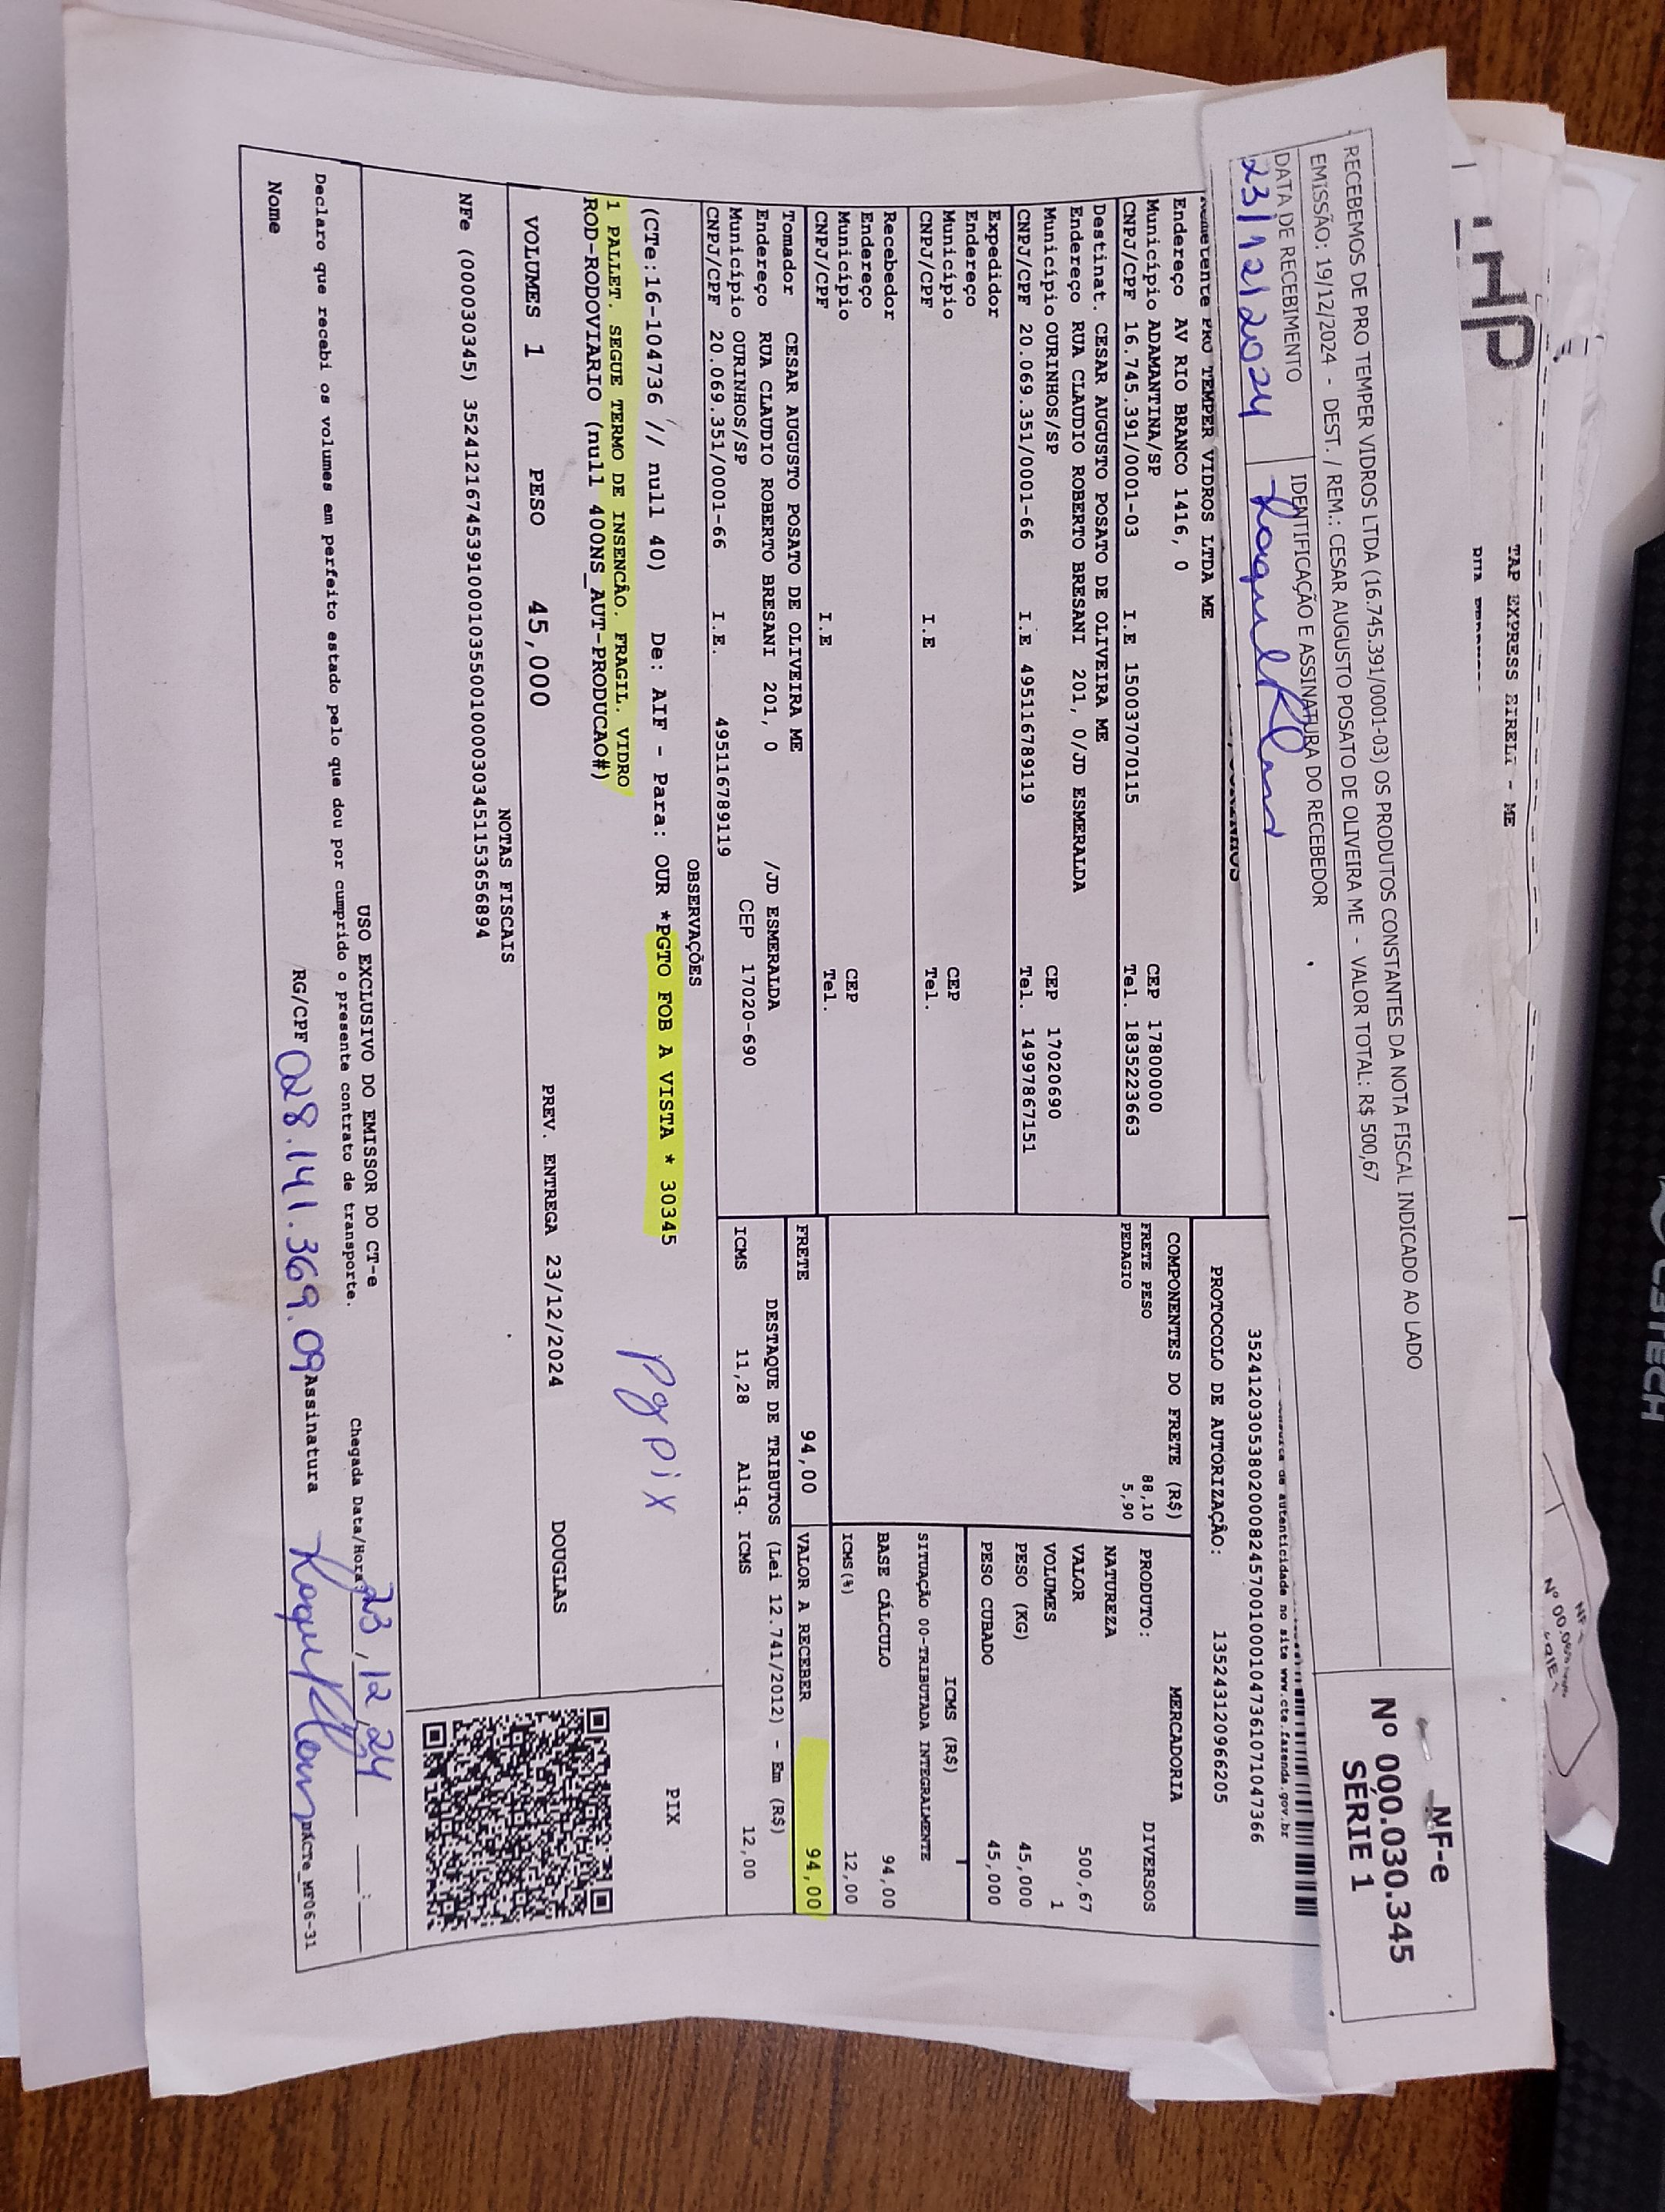 TAP EXPRESS EIRELI - ME
RECEBEMOS DE PRO TEMPER VIDROS LTDA (16.745.391/0001-03) OS PRODUTOS CONSTANTES DA NOTA FISCAL INDICADO AO LADO
EMISSÃO: 19/12/2024 - DEST. / REM.: CESAR AUGUSTO POSATO DE OLIVEIRA ME - VALOR TOTAL: R$ 500,67
DATA DE RECEBIMENTO IDENTIFICAÇÃO E ASSINATURA DO RECEBEDOR
23/12/2024
NF-e
Nº 000.030.345
SÉRIE 1
de autenticidade no site www.cte.fazenda.gov.br
35241203053802000824570010001047361071047366
PROTOCOLO DE AUTORIZAÇÃO: 135243120966205
Remetente PRO TEMPER VIDROS LTDA ME
Endereço AV RIO BRANCO 1416, 0
Município ADAMANTINA/SP CEP 17800000
CNPJ/CPF 16.745.391/0001-03 I.E 150037070115 Tel. 1835223663
Destinat. CESAR AUGUSTO POSATO DE OLIVEIRA ME
Endereço RUA CLAUDIO ROBERTO BRESANI 201, 0/JD ESMERALDA
Município OURINHOS/SP CEP 17020690
CNPJ/CPF 20.069.351/0001-66 I.E 495116789119 Tel. 14997867151
Expedidor
Endereço
Município CEP
CNPJ/CPF I.E Tel.
Recebedor
Endereço
Município CEP
CNPJ/CPF I.E Tel.
Tomador CESAR AUGUSTO POSATO DE OLIVEIRA ME
Endereço RUA CLAUDIO ROBERTO BRESANI 201, 0 /JD ESMERALDA
Município OURINHOS/SP CEP 17020-690
CNPJ/CPF 20.069.351/0001-66 I.E. 495116789119
COMPONENTES DO FRETE (R$)
FRETE PESO 88,10
PEDAGIO 5,90
MERCADORIA
PRODUTO: DIVERSOS
NATUREZA
VALOR 500,67
VOLUMES 1
PESO (KG) 45,000
PESO CUBADO 45,000
ICMS (R$)
SITUAÇÃO 00-TRIBUTADA INTEGRALMENTE
BASE CÁLCULO 94,00
ICMS(%) 12,00
FRETE 94,00 VALOR A RECEBER 94,00
DESTAQUE DE TRIBUTOS (Lei 12.741/2012) - Em (R$)
ICMS 11,28 Aliq. ICMS 12,00
OBSERVAÇÕES
(CTe:16-104736 // null 40) De: AIF - Para: OUR *PGTO FOB A VISTA * 30345
1 PALLET. SEGUE TERMO DE INSENCÃO. FRAGIL. VIDRO
ROD-RODOVIARIO (null 400NS_AUT-PRODUCAO#)
Pg pix
PIX
VOLUMES 1 PESO 45,000 PREV. ENTREGA 23/12/2024 DOUGLAS
NOTAS FISCAIS
NFe (000030345) 35241216745391000103550010000303451153656894
USO EXCLUSIVO DO EMISSOR DO CT-e
Declaro que recebi os volumes em perfeito estado pelo que dou por cumprido o presente contrato de transporte.
Chegada Data/Hora: 23/12/24 __:__
Nome RG/CPF 028.141.369.09 Assinatura
DACTe_MF06-31